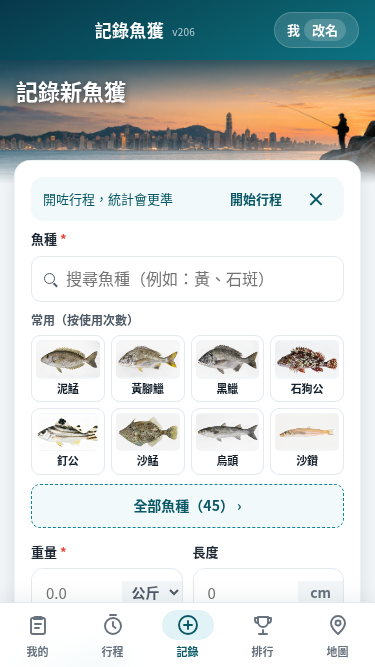 記錄魚獲 v206
我 改名
記錄新魚獲
開咗行程，統計會更準 開始行程 ✕
魚種 *
搜尋魚種（例如：黃、石斑）
常用（按使用次數）
泥鯭 黃腳鱲 黑鱲 石狗公
釘公 沙鯭 烏頭 沙鑽
全部魚種（45） ›
重量 * 長度
0.0 公斤 0 cm
我的 行程 記錄 排行 地圖